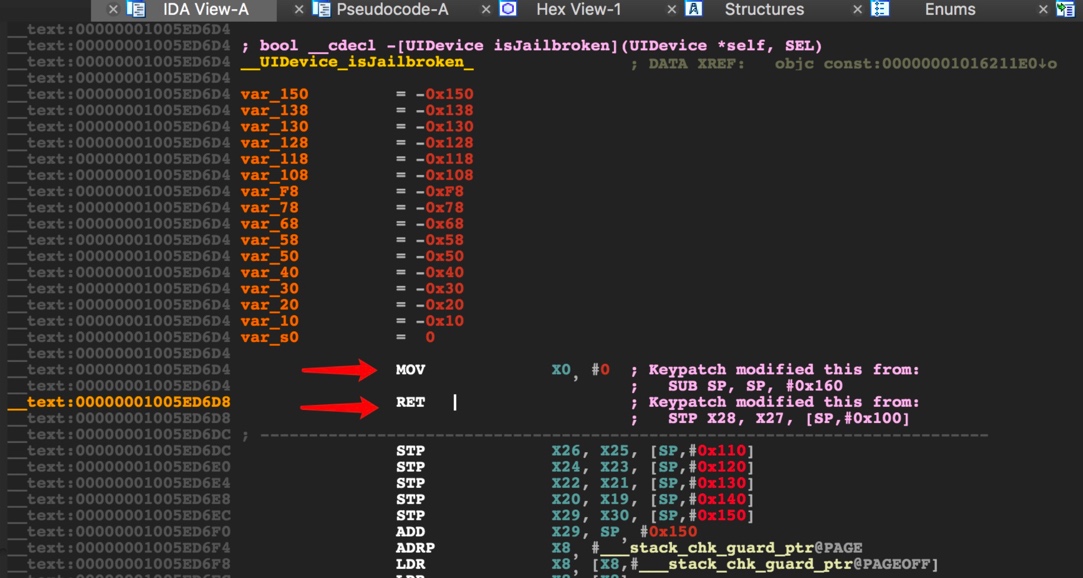 IDA View-A Pseudocode-A Hex View-1 Structures Enums
__text:00000001005ED6D4
__text:00000001005ED6D4 ; bool __cdecl -[UIDevice isJailbroken](UIDevice *self, SEL)
__text:00000001005ED6D4 __UIDevice_isJailbroken_ ; DATA XREF: objc const:00000001016211E0↓o
__text:00000001005ED6D4
__text:00000001005ED6D4 var_150 = -0x150
__text:00000001005ED6D4 var_138 = -0x138
__text:00000001005ED6D4 var_130 = -0x130
__text:00000001005ED6D4 var_128 = -0x128
__text:00000001005ED6D4 var_118 = -0x118
__text:00000001005ED6D4 var_108 = -0x108
__text:00000001005ED6D4 var_F8 = -0xF8
__text:00000001005ED6D4 var_78 = -0x78
__text:00000001005ED6D4 var_68 = -0x68
__text:00000001005ED6D4 var_58 = -0x58
__text:00000001005ED6D4 var_50 = -0x50
__text:00000001005ED6D4 var_40 = -0x40
__text:00000001005ED6D4 var_30 = -0x30
__text:00000001005ED6D4 var_20 = -0x20
__text:00000001005ED6D4 var_10 = -0x10
__text:00000001005ED6D4 var_s0 = 0
__text:00000001005ED6D4
__text:00000001005ED6D4 MOV X0, #0 ; Keypatch modified this from:
__text:00000001005ED6D4 ; SUB SP, SP, #0x160
__text:00000001005ED6D8 RET ; Keypatch modified this from:
__text:00000001005ED6D8 ; STP X28, X27, [SP,#0x100]
__text:00000001005ED6DC ; ---------------------------------------------------------------------------
__text:00000001005ED6DC STP X26, X25, [SP,#0x110]
__text:00000001005ED6E0 STP X24, X23, [SP,#0x120]
__text:00000001005ED6E4 STP X22, X21, [SP,#0x130]
__text:00000001005ED6E8 STP X20, X19, [SP,#0x140]
__text:00000001005ED6EC STP X29, X30, [SP,#0x150]
__text:00000001005ED6F0 ADD X29, SP, #0x150
__text:00000001005ED6F4 ADRP X8, #___stack_chk_guard_ptr@PAGE
__text:00000001005ED6F8 LDR X8, [X8,#___stack_chk_guard_ptr@PAGEOFF]